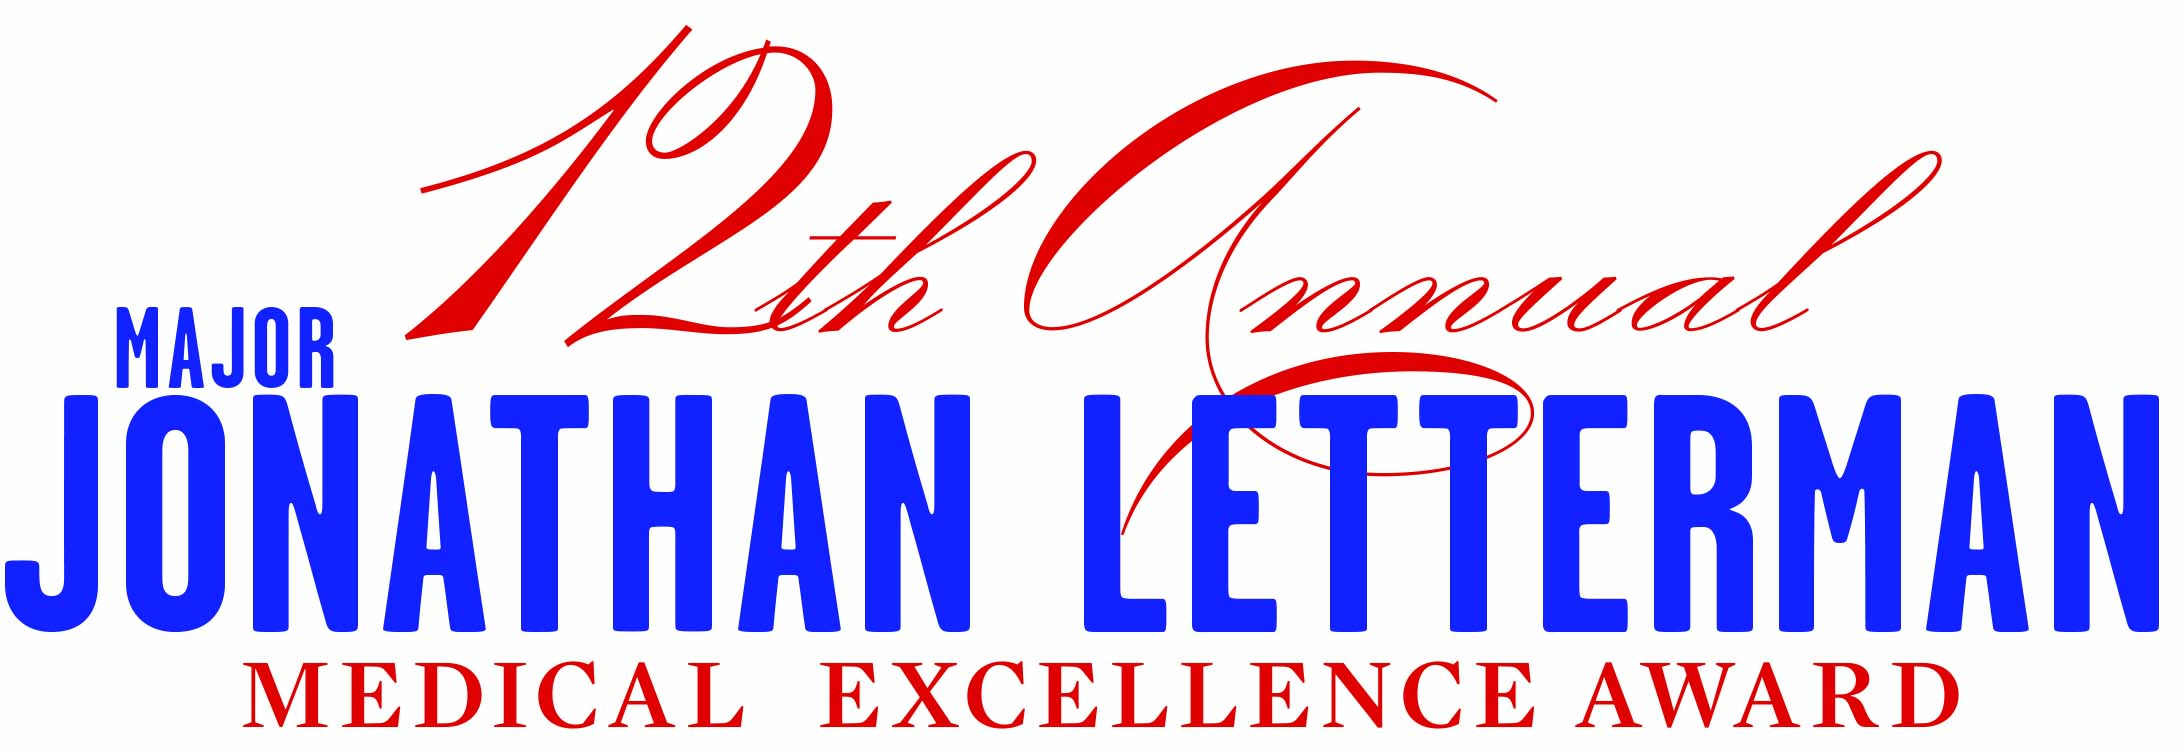 12th Annual
MAJOR
JONATHAN LETTERMAN
MEDICAL EXCELLENCE AWARD